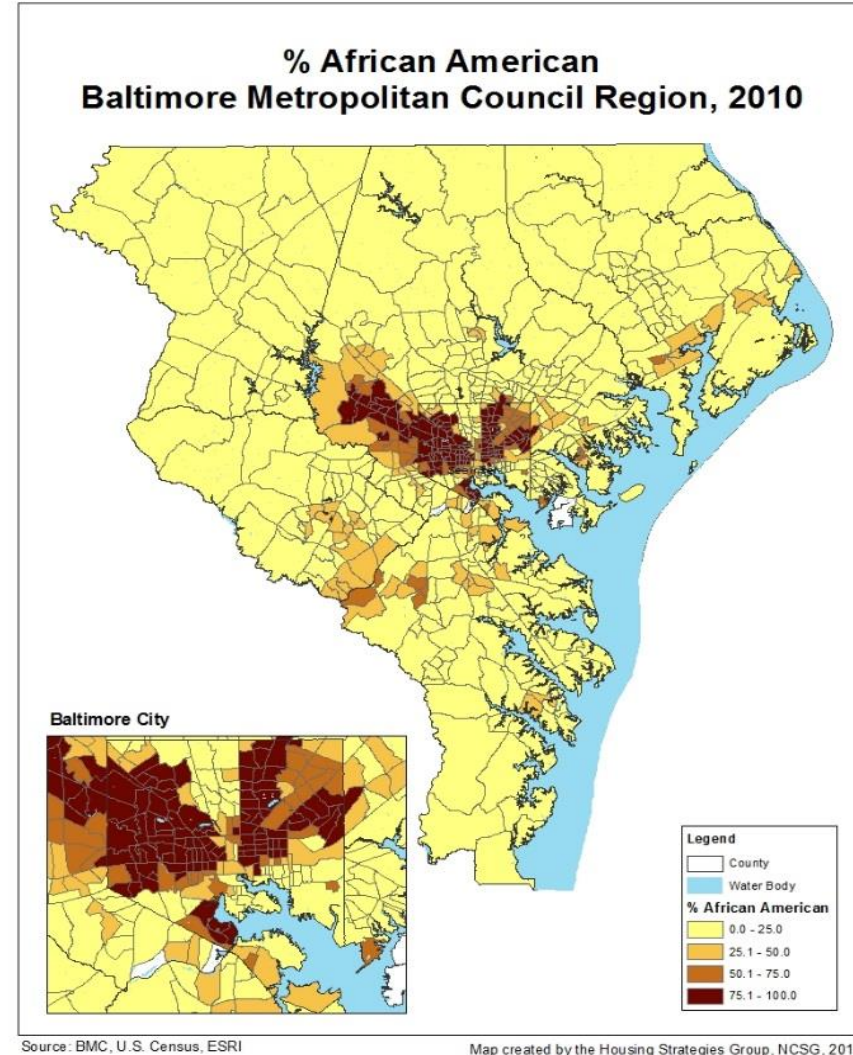 % African American
Baltimore Metropolitan Council Region, 2010
Baltimore City
Legend
County
Water Body
% African American
0.0 - 25.0
25.1 - 50.0
50.1 - 75.0
75.1 - 100.0
Source: BMC, U.S. Census, ESRI
Map created by the Housing Strategies Group, NCSG, 201